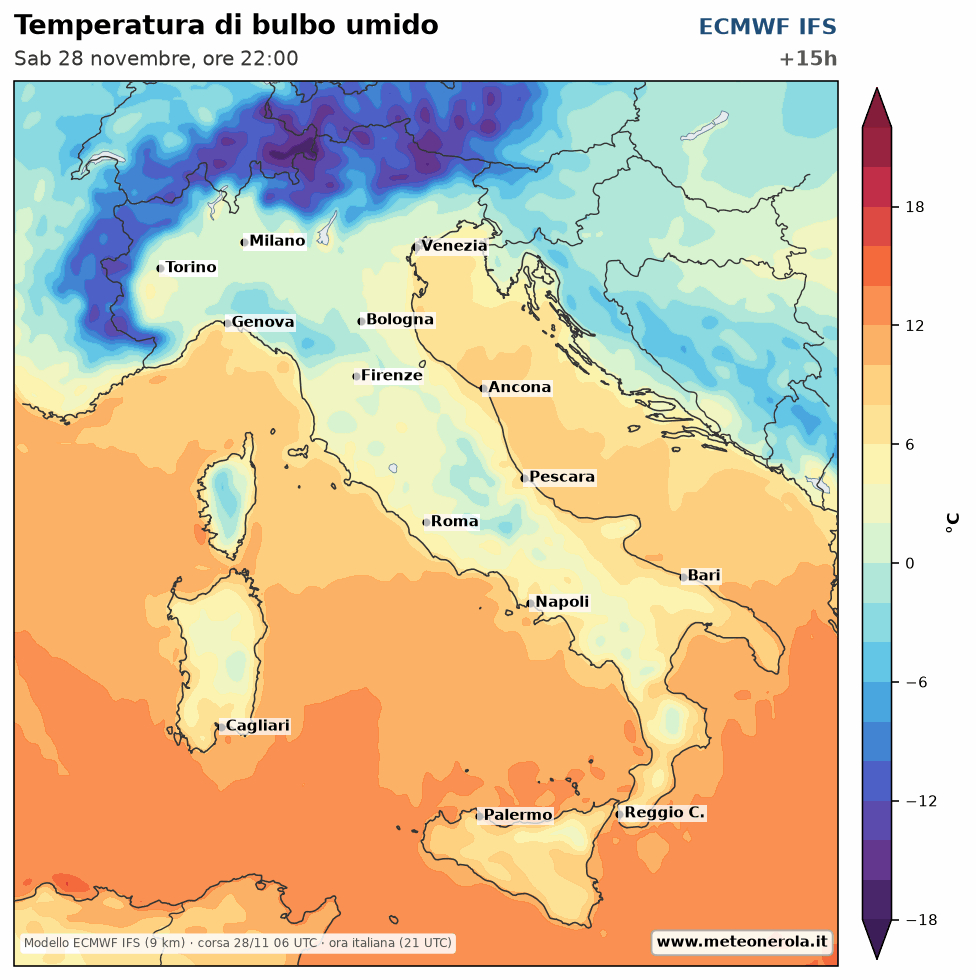 Temperatura di bulbo umido
ECMWF IFS
Sab 28 novembre, ore 22:00
+15h
Milano
Venezia
Torino
Genova
Bologna
Firenze
Ancona
Pescara
Roma
Bari
Napoli
Cagliari
Palermo
Reggio C.
18
12
6
0
−6
−12
−18
°C
Modello ECMWF IFS (9 km) · corsa 28/11 06 UTC · ora italiana (21 UTC)
www.meteonerola.it